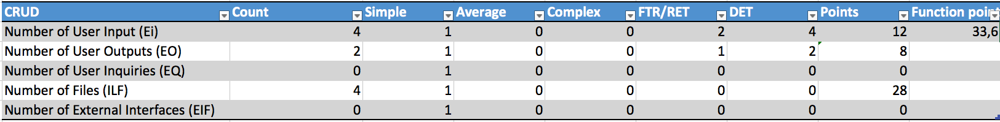 CRUD Count Simple Average Complex FTR/RET DET Points Function point
Number of User Input (Ei) 4 1 0 0 2 4 12 33,6
Number of User Outputs (EO) 2 1 0 0 1 2 8
Number of User Inquiries (EQ) 0 1 0 0 0 0 0
Number of Files (ILF) 4 1 0 0 0 0 28
Number of External Interfaces (EIF) 0 1 0 0 0 0 0